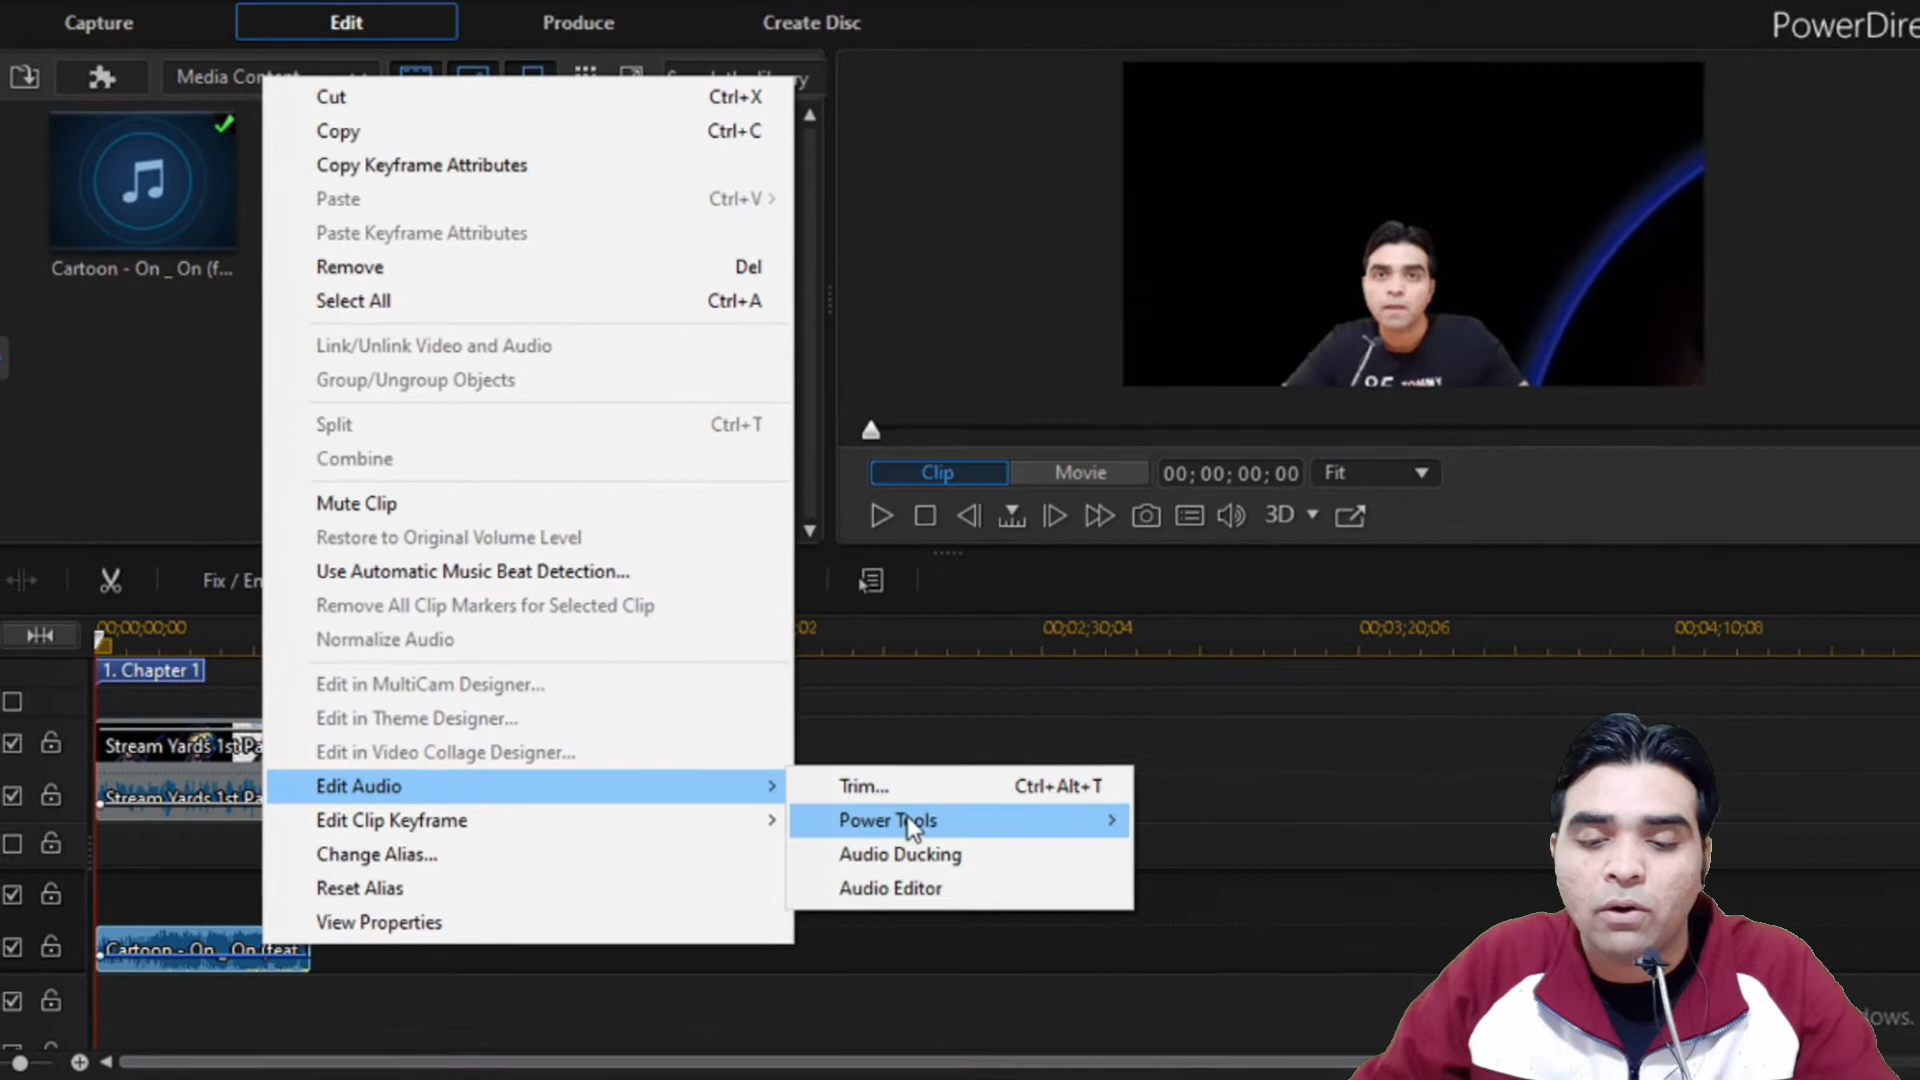 Capture Edit Produce Create Disc
PowerDire
Media Cont
Cartoon - On _ On (f...
Cut Ctrl+X
Copy Ctrl+C
Copy Keyframe Attributes
Paste Ctrl+V
Paste Keyframe Attributes
Remove Del
Select All Ctrl+A
Link/Unlink Video and Audio
Group/Ungroup Objects
Split Ctrl+T
Combine
Mute Clip
Restore to Original Volume Level
Use Automatic Music Beat Detection...
Remove All Clip Markers for Selected Clip
Normalize Audio
Edit in MultiCam Designer...
Edit in Theme Designer...
Edit in Video Collage Designer...
Edit Audio
Edit Clip Keyframe
Change Alias...
Reset Alias
View Properties
Trim... Ctrl+Alt+T
Power Tools
Audio Ducking
Audio Editor
85 TOMMY
Clip Movie 00; 00; 00; 00 Fit
3D
Fix / En
00;00;00;00 02 00;02;30;04 00;03;20;06 00;04;10;08
1. Chapter 1
Stream Yards 1st Pa
Stream Yards 1st Pa
Cartoon - On _ On (feat.
dows.